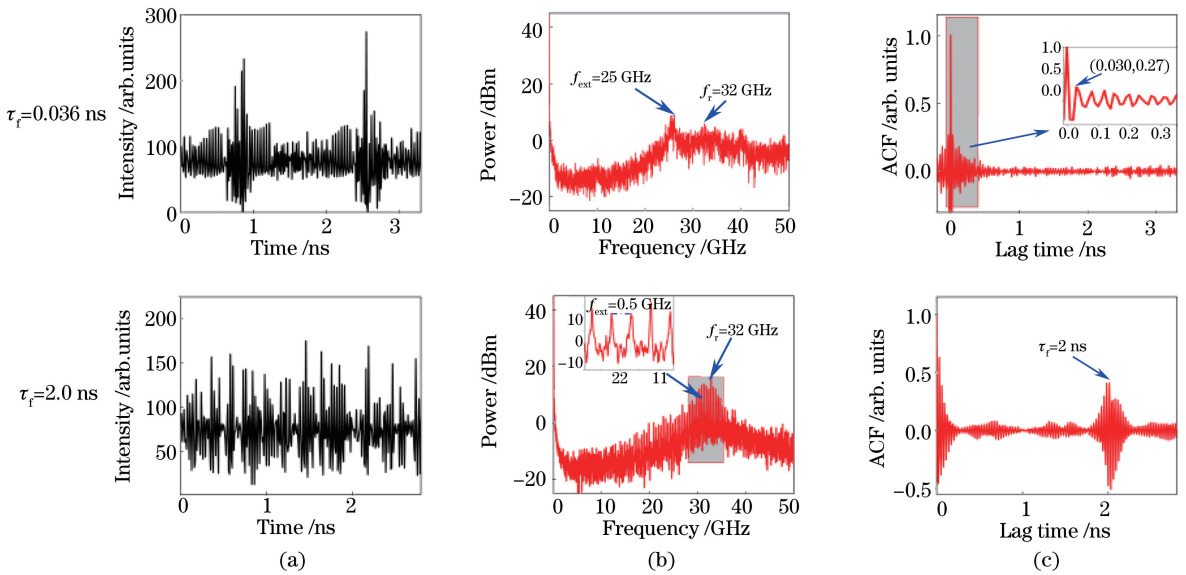 τf=0.036 ns
300
200
100
0
Intensity /arb.units
0 1 2 3
Time /ns
40
20
0
−20
Power /dBm
fext=25 GHz
fr=32 GHz
0 10 20 30 40 50
Frequency /GHz
1.0
0.5
0.0
ACF /arb. units
1.0
0.5
0.0
(0.030,0.27)
0.0 0.1 0.2 0.3
0 1 2 3
Lag time /ns
τf=2.0 ns
200
150
100
50
Intensity /arb.units
0 1 2
Time /ns
(a)
40
20
0
−20
Power /dBm
fext=0.5 GHz
10
0
−10
22 11
fr=32 GHz
0 10 20 30 40 50
Frequency /GHz
(b)
1.0
0.5
0.0
−0.5
ACF /arb. units
τf=2 ns
0 1 2
Lag time /ns
(c)